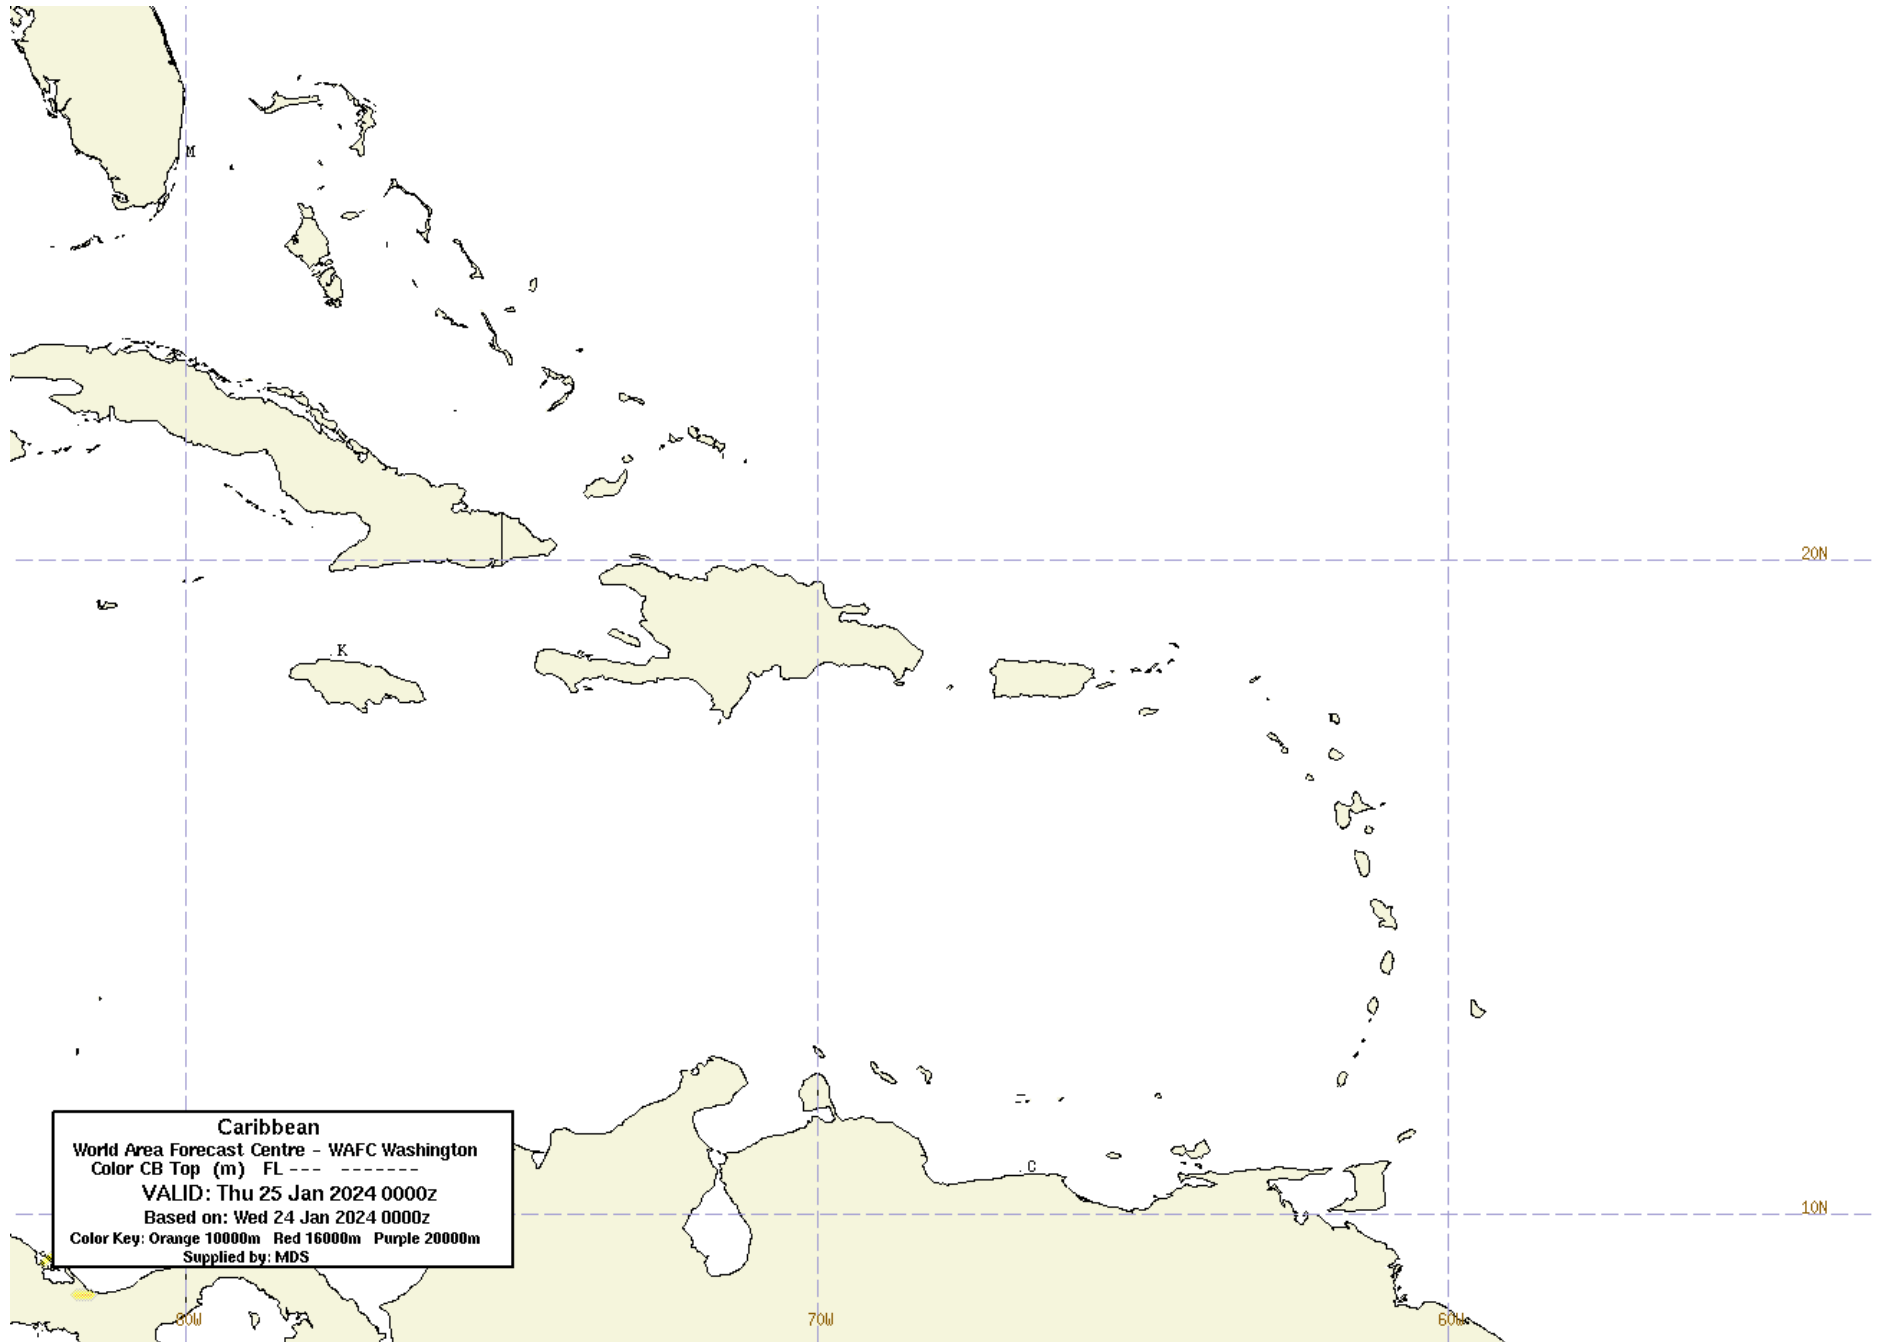 M
20N
K
C
10N
Caribbean
World Area Forecast Centre - WAFC Washington
Color CB Top (m) FL --- -------
VALID: Thu 25 Jan 2024 0000z
Based on: Wed 24 Jan 2024 0000z
Color Key: Orange 10000m Red 16000m Purple 20000m
Supplied by: MDS
80W
70W
60W